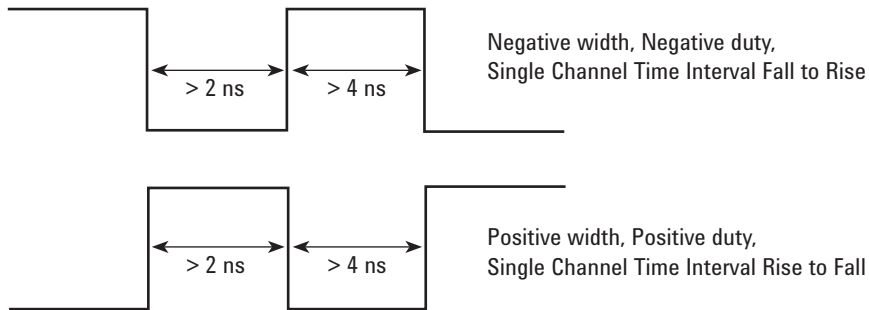 Negative width, Negative duty,
Single Channel Time Interval Fall to Rise
> 2 ns
> 4 ns
Positive width, Positive duty,
Single Channel Time Interval Rise to Fall
> 2 ns
> 4 ns